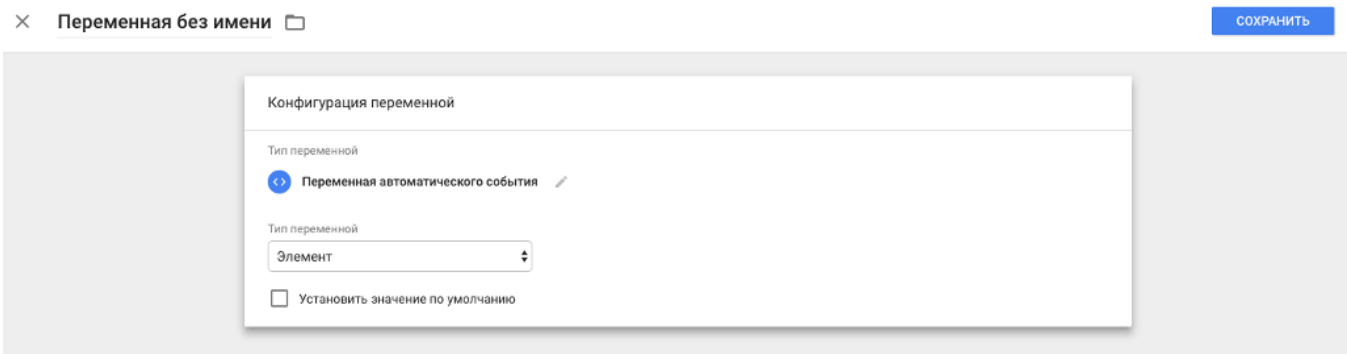 Переменная без имени
СОХРАНИТЬ
Конфигурация переменной
Тип переменной
Переменная автоматического события
Тип переменной
Элемент
Установить значение по умолчанию